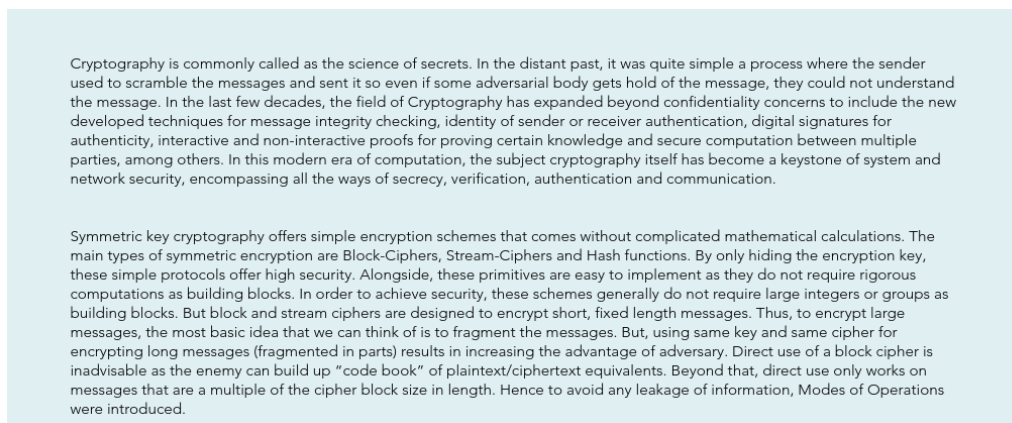 Cryptography is commonly called as the science of secrets. In the distant past, it was quite simple a process where the sender
used to scramble the messages and sent it so even if some adversarial body gets hold of the message, they could not understand
the message. In the last few decades, the field of Cryptography has expanded beyond confidentiality concerns to include the new
developed techniques for message integrity checking, identity of sender or receiver authentication, digital signatures for
authenticity, interactive and non-interactive proofs for proving certain knowledge and secure computation between multiple
parties, among others. In this modern era of computation, the subject cryptography itself has become a keystone of system and
network security, encompassing all the ways of secrecy, verification, authentication and communication.
Symmetric key cryptography offers simple encryption schemes that comes without complicated mathematical calculations. The
main types of symmetric encryption are Block-Ciphers, Stream-Ciphers and Hash functions. By only hiding the encryption key,
these simple protocols offer high security. Alongside, these primitives are easy to implement as they do not require rigorous
computations as building blocks. In order to achieve security, these schemes generally do not require large integers or groups as
building blocks. But block and stream ciphers are designed to encrypt short, fixed length messages. Thus, to encrypt large
messages, the most basic idea that we can think of is to fragment the messages. But, using same key and same cipher for
encrypting long messages (fragmented in parts) results in increasing the advantage of adversary. Direct use of a block cipher is
inadvisable as the enemy can build up “code book” of plaintext/ciphertext equivalents. Beyond that, direct use only works on
messages that are a multiple of the cipher block size in length. Hence to avoid any leakage of information, Modes of Operations
were introduced.